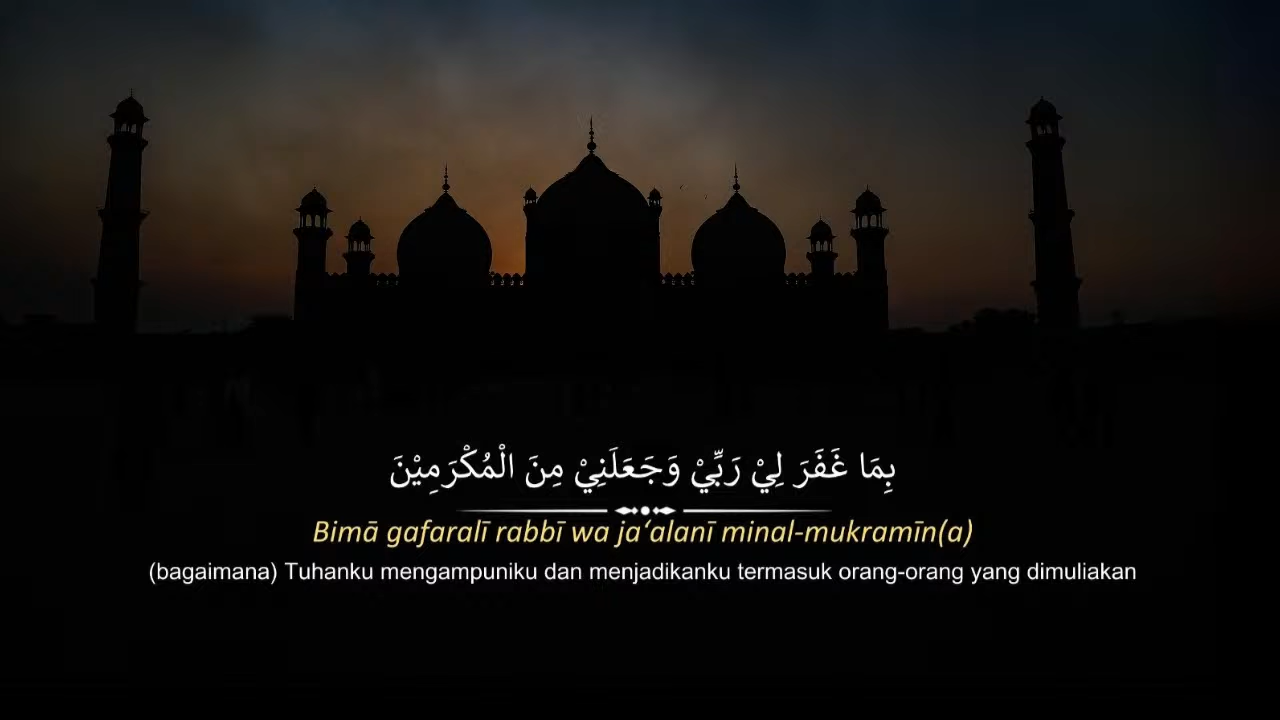 بِمَا غَفَرَ لِيْ رَبِّيْ وَجَعَلَنِيْ مِنَ الْمُكْرَمِيْنَ
Bimā gafaralī rabbī wa ja‘alanī minal-mukramīn(a)
(bagaimana) Tuhanku mengampuniku dan menjadikanku termasuk orang-orang yang dimuliakan